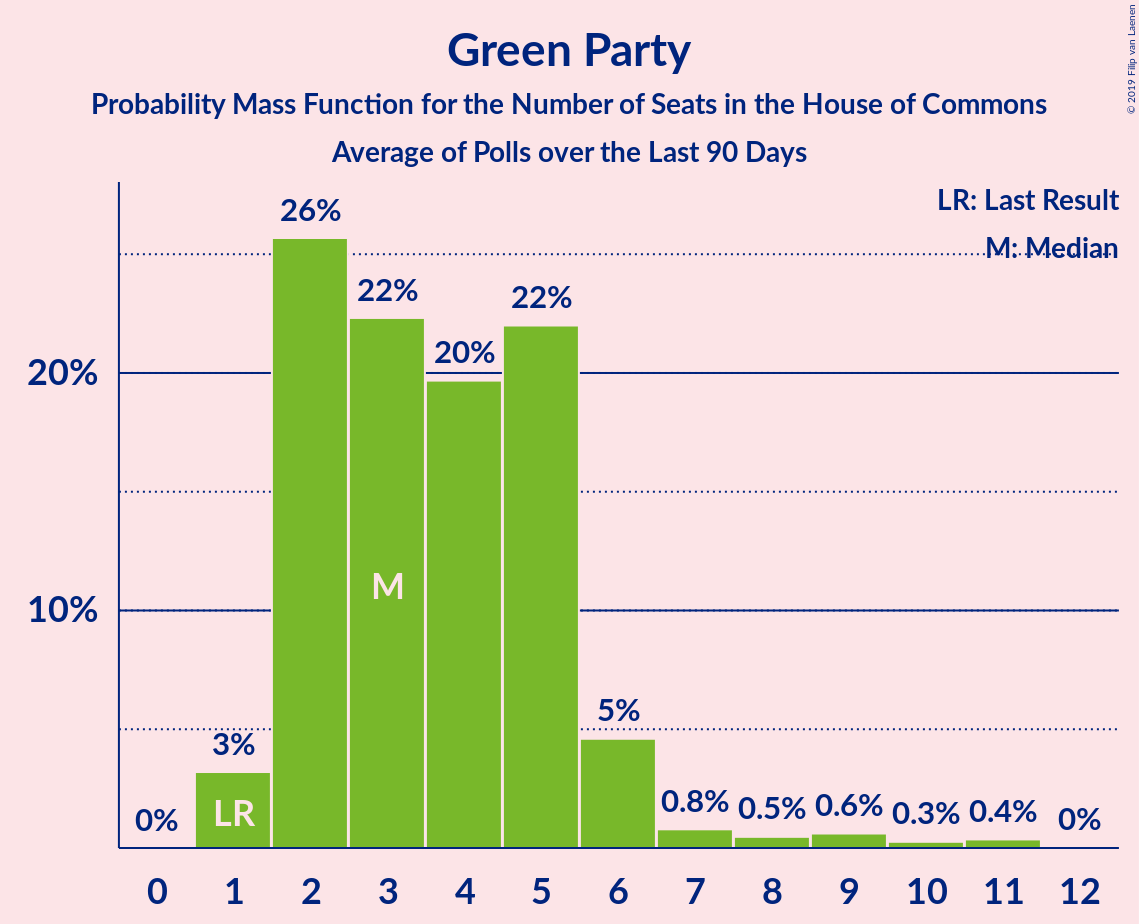 Green Party
Probability Mass Function for the Number of Seats in the House of Commons
Average of Polls over the Last 90 Days
© 2019 Filip van Laenen
LR: Last Result
M: Median
26%
22%
22%
20%
20%
M
10%
5%
3%
LR
0%
0.8%
0.5%
0.6%
0.3%
0.4%
0%
0 1 2 3 4 5 6 7 8 9 10 11 12